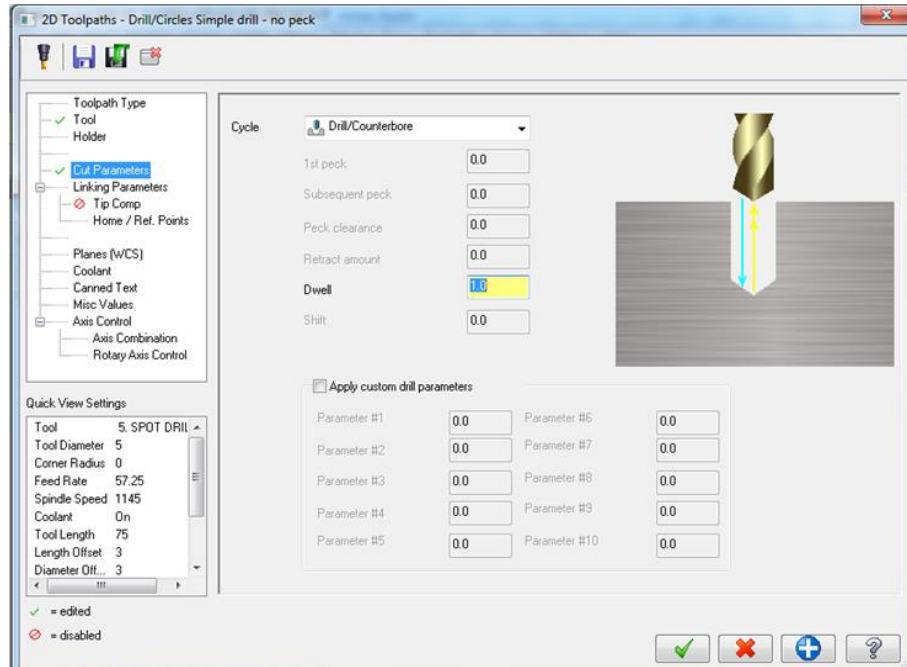 2D Toolpaths - Drill/Circles Simple drill - no peck
Toolpath Type
Tool
Holder
Cut Parameters
Linking Parameters
Tip Comp
Home / Ref. Points
Planes (WCS)
Coolant
Canned Text
Misc Values
Axis Control
Axis Combination
Rotary Axis Control
Quick View Settings
Tool 5. SPOT DRIL
Tool Diameter 5
Corner Radius 0
Feed Rate 57.25
Spindle Speed 1145
Coolant On
Tool Length 75
Length Offset 3
Diameter Off... 3
= edited
= disabled
Cycle Drill/Counterbore
1st peck 0.0
Subsequent peck 0.0
Peck clearance 0.0
Retract amount 0.0
Dwell 1.0
Shift 0.0
Apply custom drill parameters
Parameter #1 0.0 Parameter #6 0.0
Parameter #2 0.0 Parameter #7 0.0
Parameter #3 0.0 Parameter #8 0.0
Parameter #4 0.0 Parameter #9 0.0
Parameter #5 0.0 Parameter #10 0.0